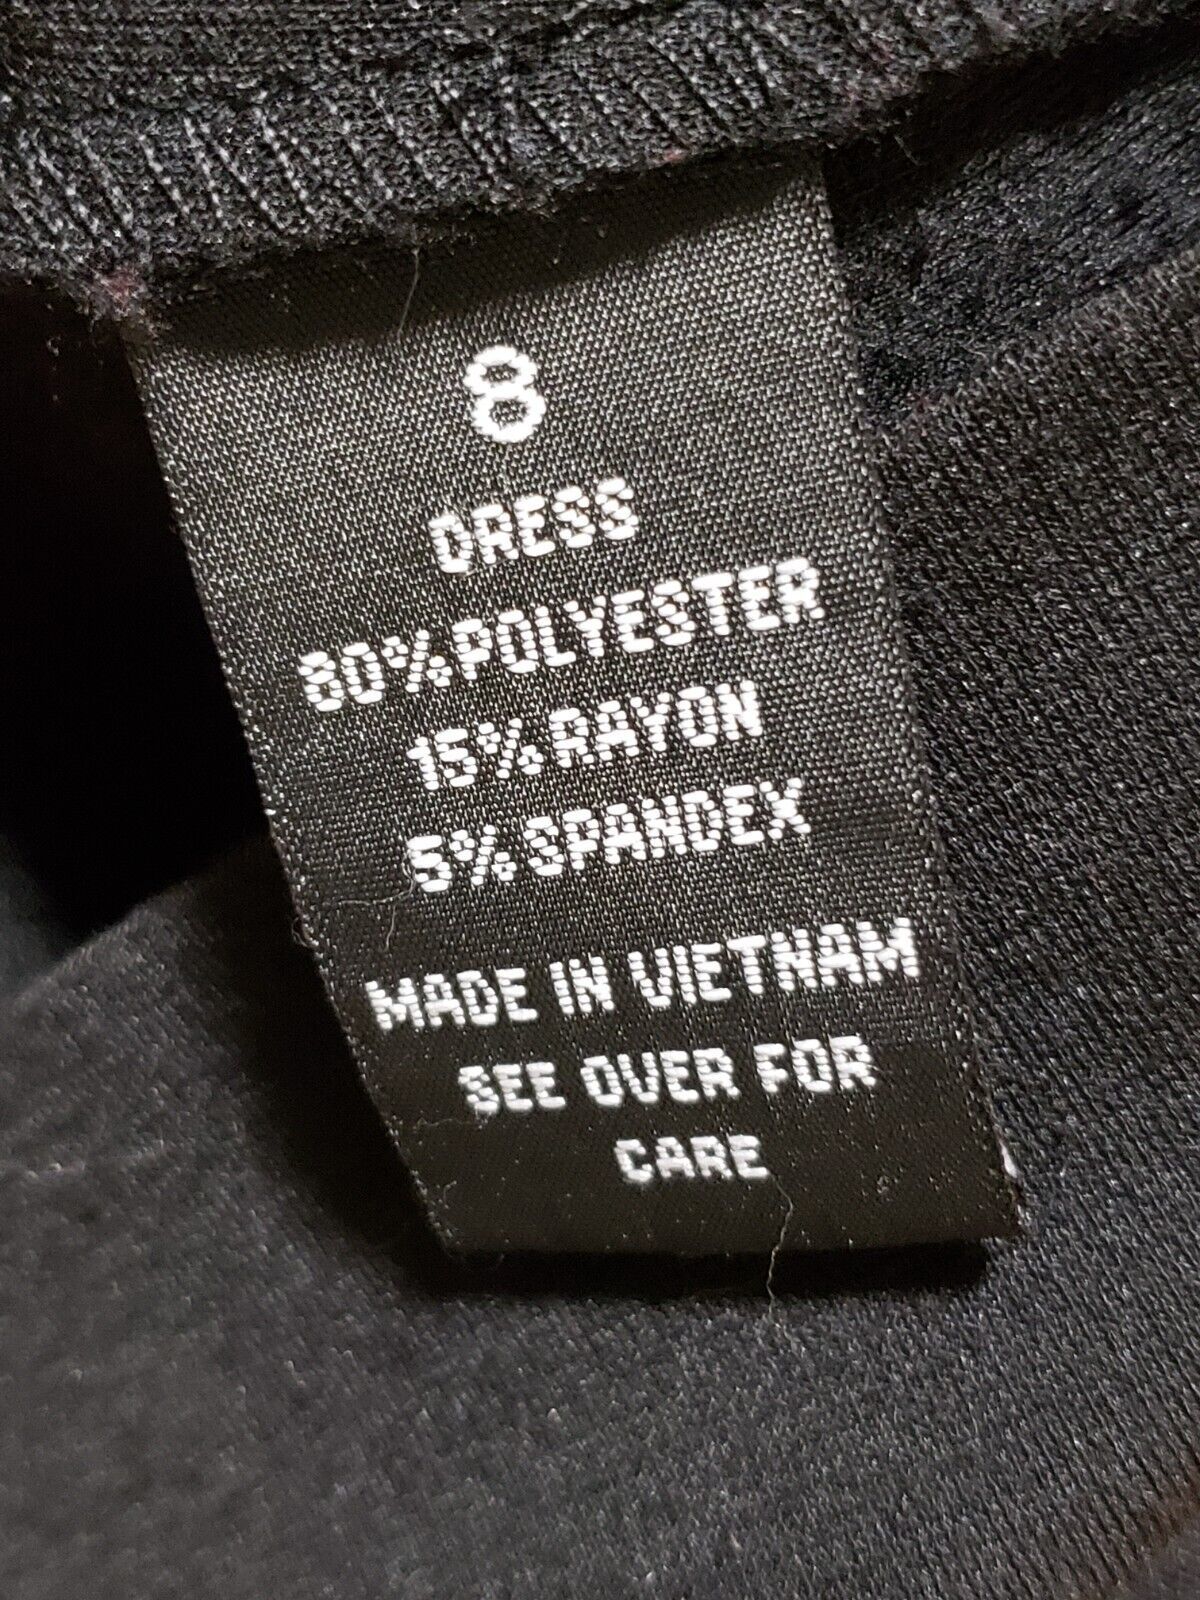 8
DRESS
80% POLYESTER
15% RAYON
5% SPANDEX
MADE IN VIETNAM
SEE OVER FOR
CARE